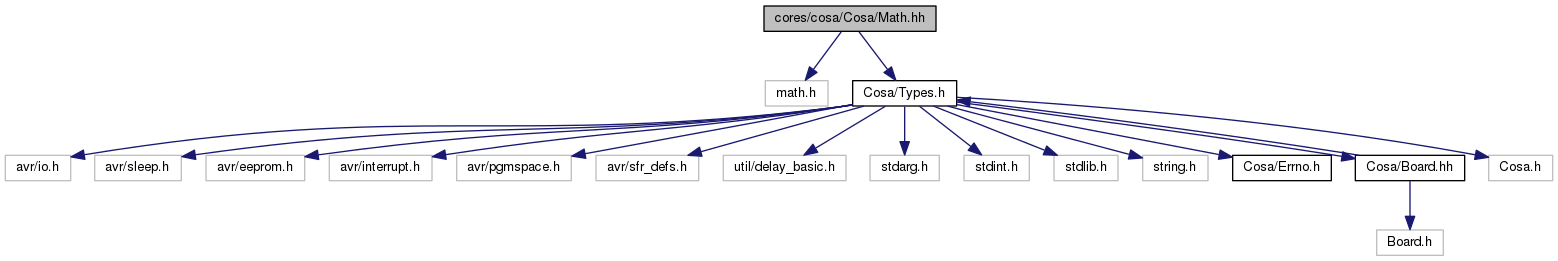 cores/cosa/Cosa/Math.hh
math.h
Cosa/Types.h
avr/io.h
avr/sleep.h
avr/eeprom.h
avr/interrupt.h
avr/pgmspace.h
avr/sfr_defs.h
util/delay_basic.h
stdarg.h
stdint.h
stdlib.h
string.h
Cosa/Errno.h
Cosa/Board.hh
Cosa.h
Board.h